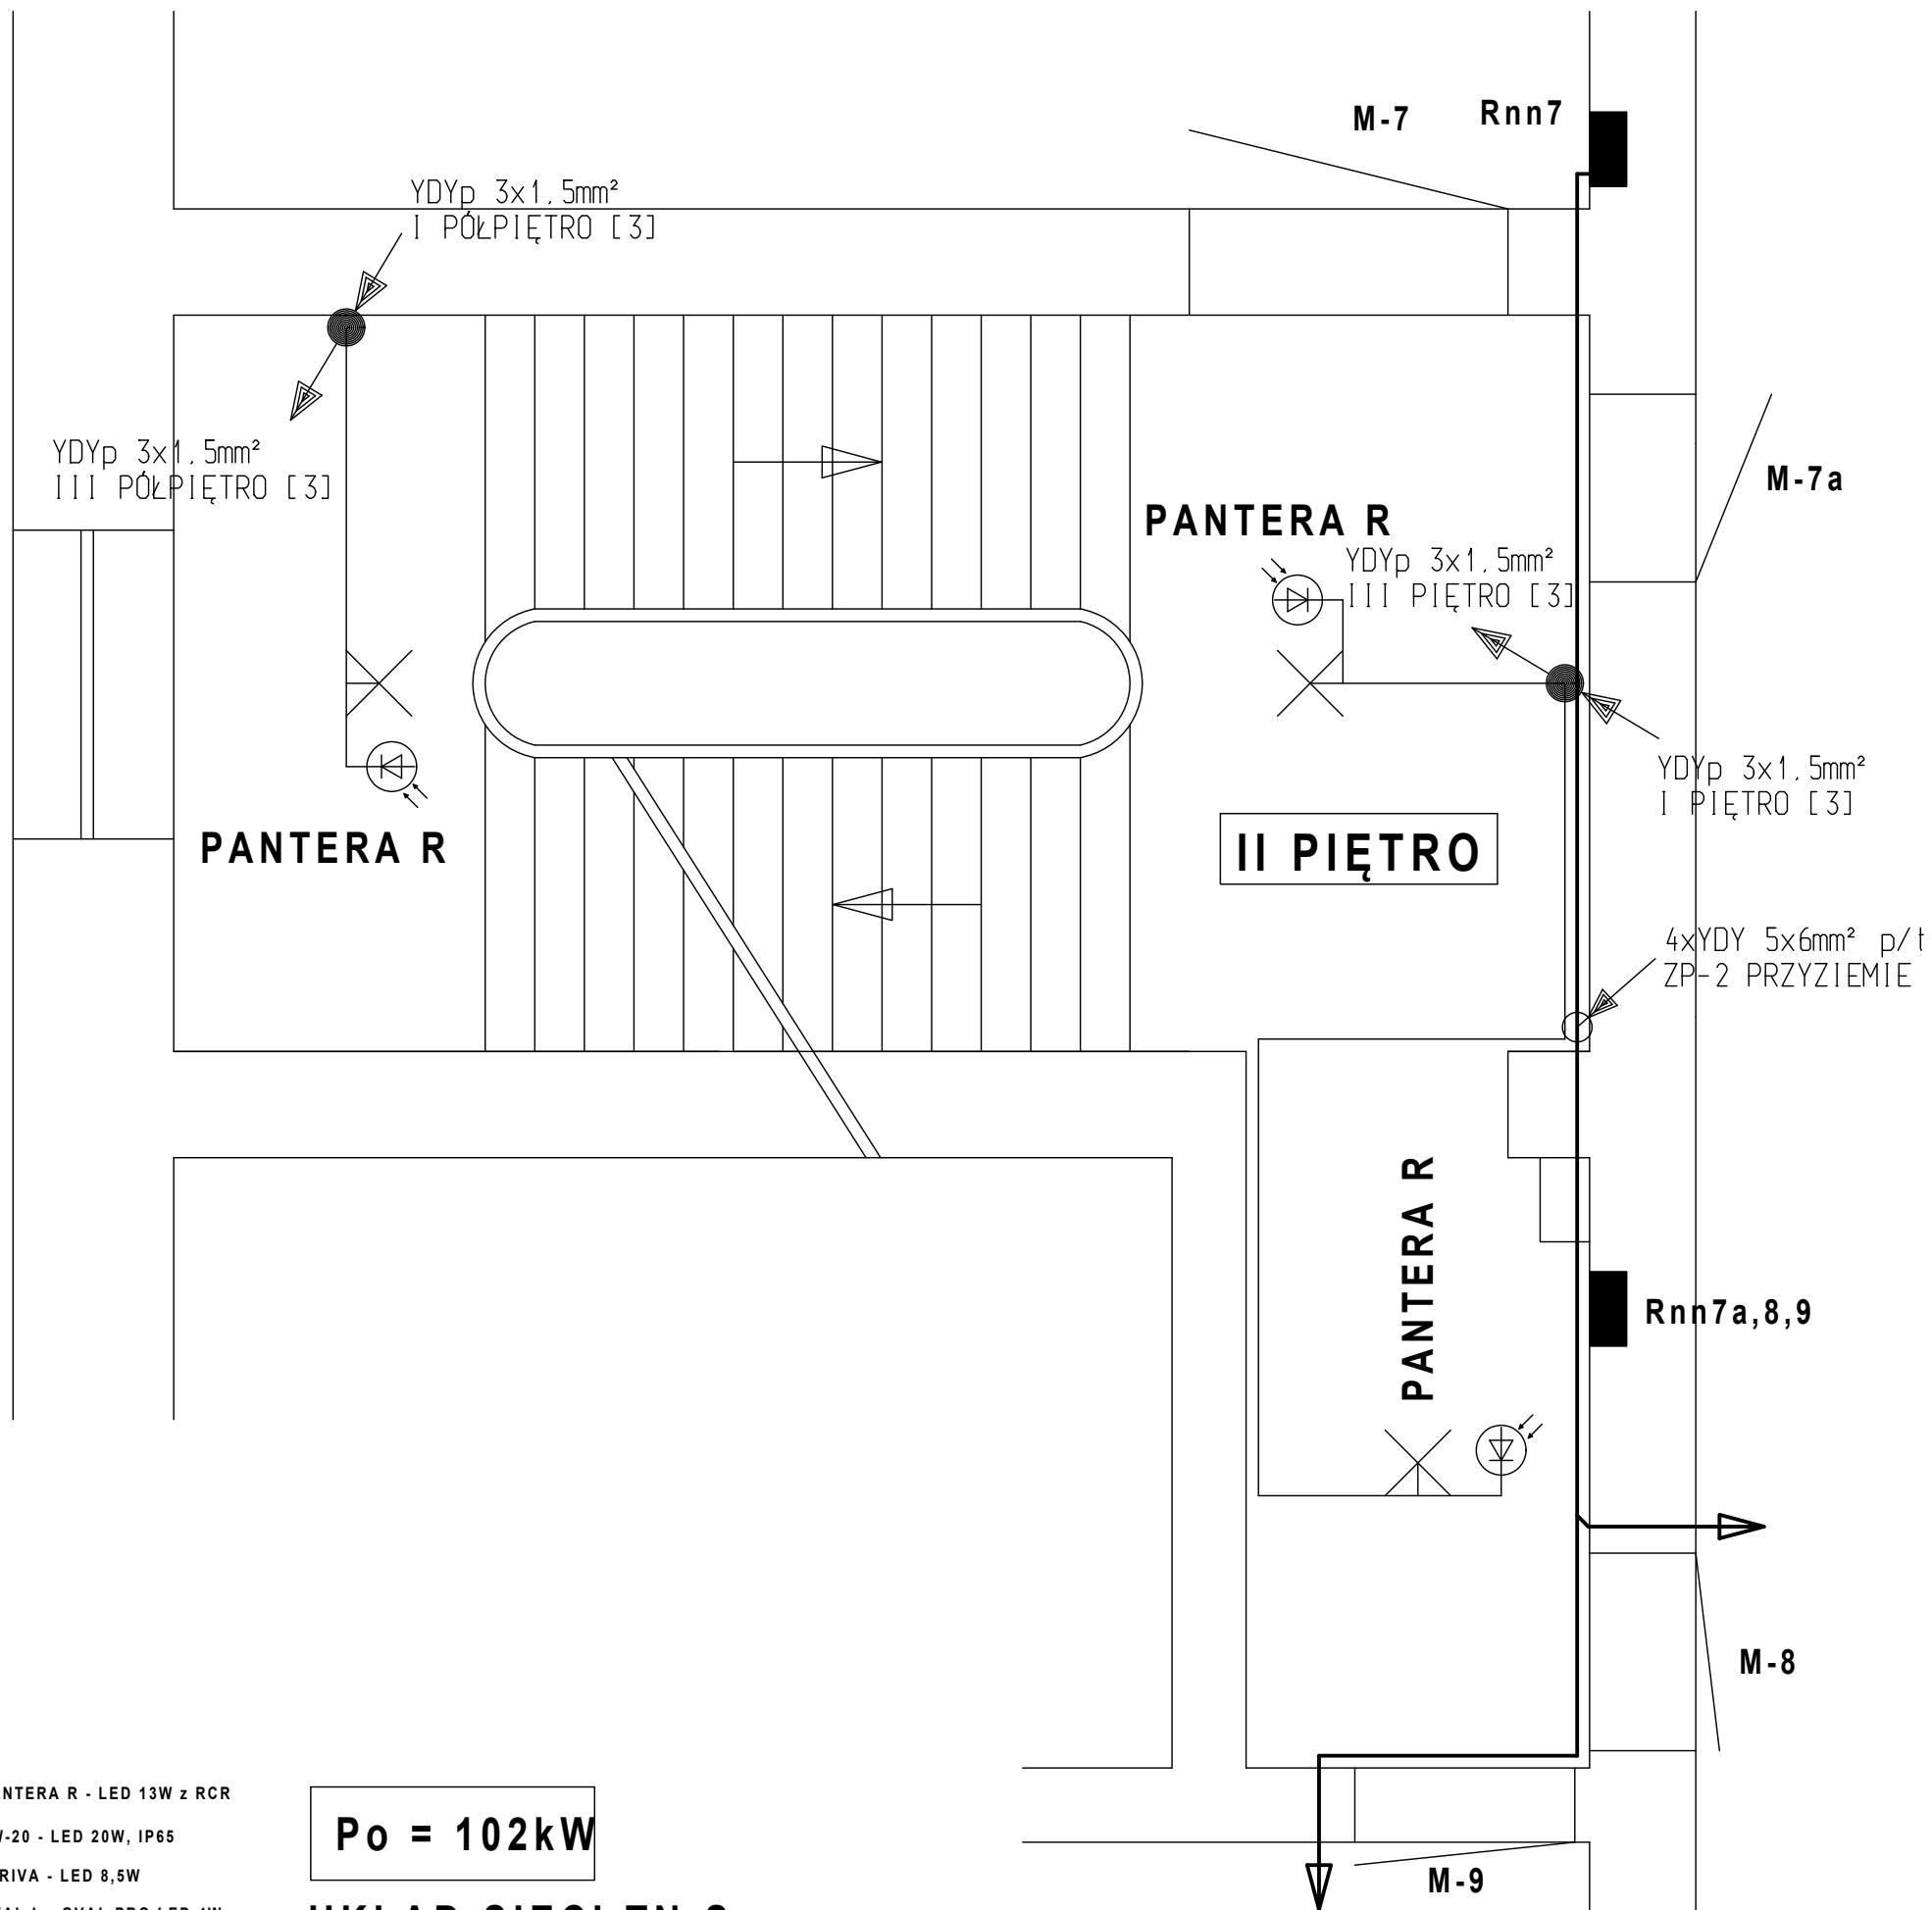 M-7
Rnn7
YDYp 3x1,5mm²
I PÓŁPIĘTRO [3]
YDYp 3x1,5mm²
III PÓŁPIĘTRO [3]
M-7a
PANTERA R
YDYp 3x1,5mm²
III PIĘTRO [3]
YDYp 3x1,5mm²
I PIĘTRO [3]
PANTERA R
II PIĘTRO
4xYDY 5x6mm² p/t
ZP-2 PRZYZIEMIE
PANTERA R
Rnn7a,8,9
M-8
NTERA R - LED 13W z RCR
-20 - LED 20W, IP65
RIVA - LED 8,5W
Po = 102kW
M-9